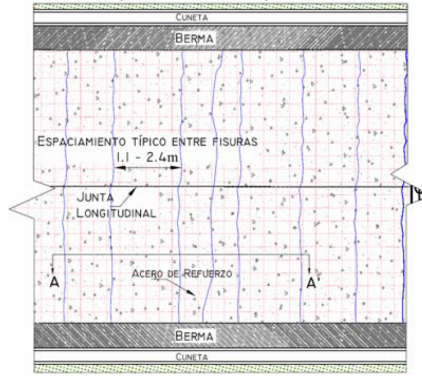 CUNETA
BERMA
ESPACIAMIENTO TÍPICO ENTRE FISURAS
1.1 - 2.4m
JUNTA
LONGITUDINAL
ACERO DE REFUERZO
A
A
BERMA
CUNETA